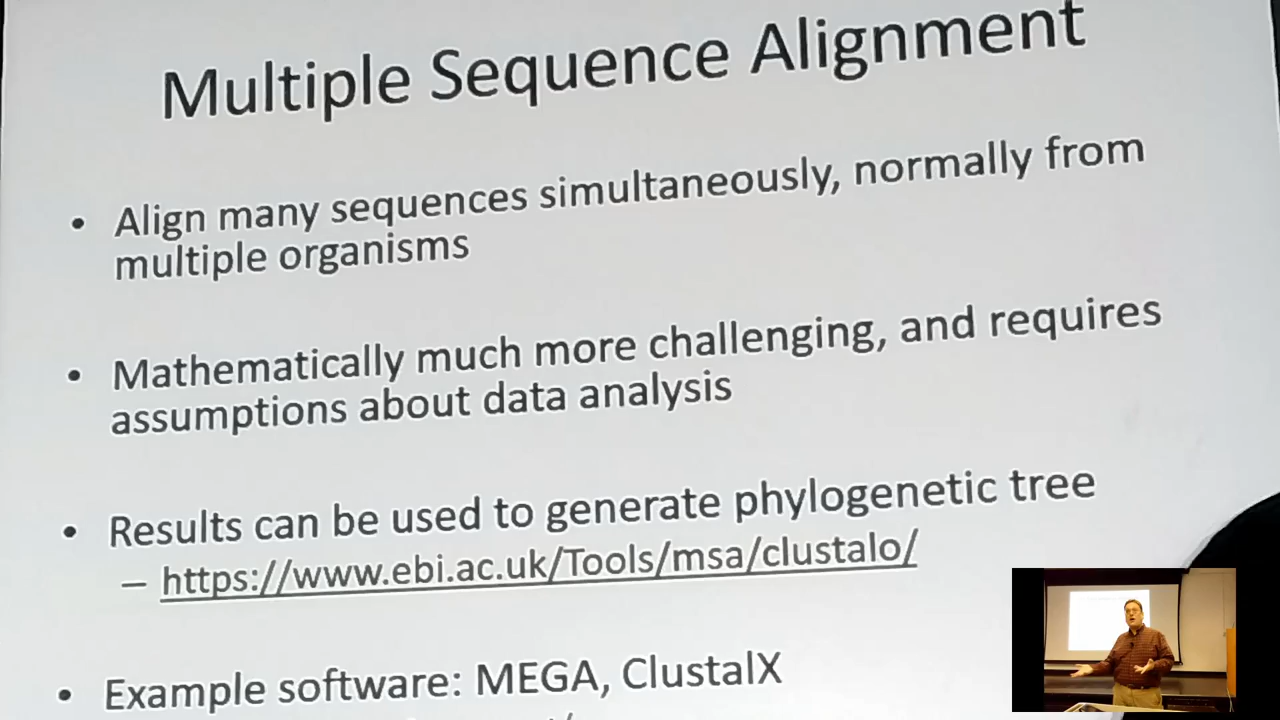 Multiple Sequence Alignment
• Align many sequences simultaneously, normally from
multiple organisms
• Mathematically much more challenging, and requires
assumptions about data analysis
• Results can be used to generate phylogenetic tree
– https://www.ebi.ac.uk/Tools/msa/clustalo/
• Example software: MEGA, ClustalX